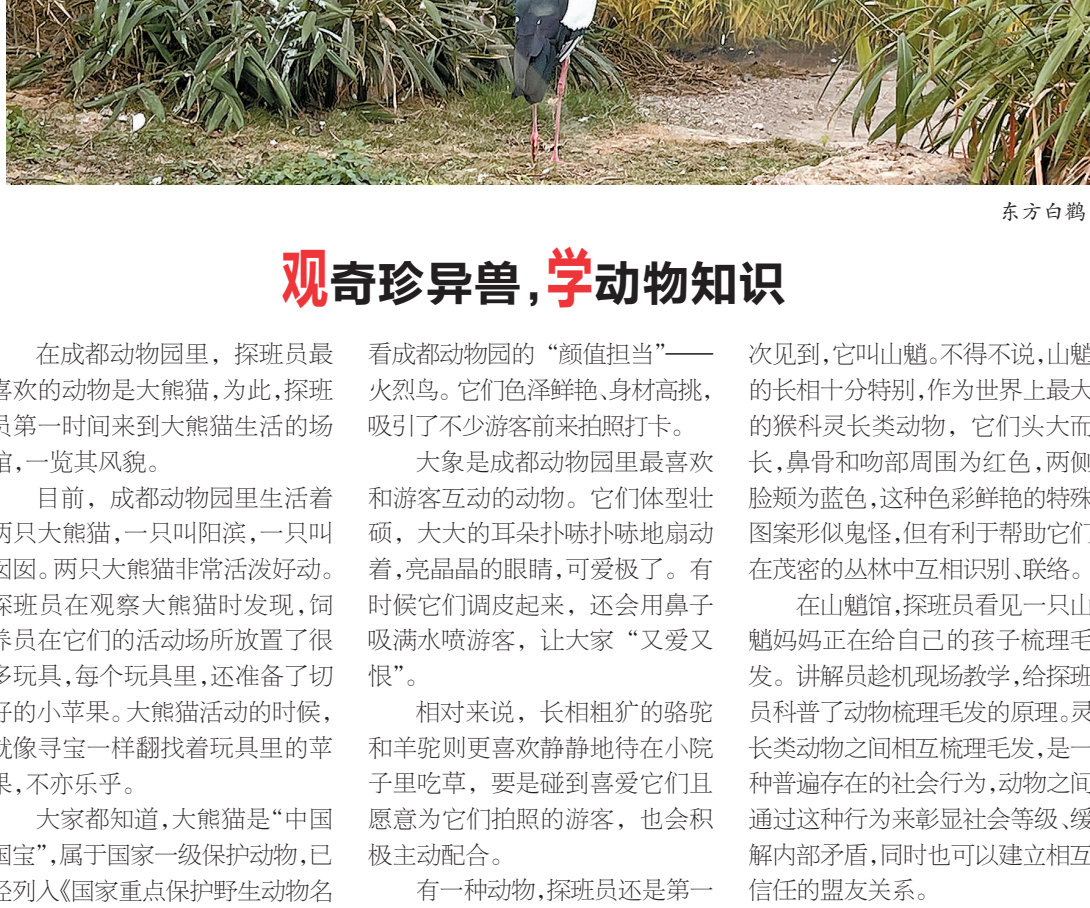 东方白鹳
观奇珍异兽,学动物知识
在成都动物园里，探班员最
喜欢的动物是大熊猫,为此,探班
员第一时间来到大熊猫生活的场
馆,一览其风貌。
目前，成都动物园里生活着
两只大熊猫,一只叫阳滨,一只叫
囡囡。两只大熊猫非常活泼好动。
探班员在观察大熊猫时发现,饲
养员在它们的活动场所放置了很
多玩具,每个玩具里,还准备了切
好的小苹果。大熊猫活动的时候,
就像寻宝一样翻找着玩具里的苹
果,不亦乐乎。
大家都知道,大熊猫是“中国
国宝”,属于国家一级保护动物,已
经列入《国家重点保护野生动物名
看成都动物园的“颜值担当”——
火烈鸟。它们色泽鲜艳、身材高挑,
吸引了不少游客前来拍照打卡。
大象是成都动物园里最喜欢
和游客互动的动物。它们体型壮
硕，大大的耳朵扑哧扑哧地扇动
着,亮晶晶的眼睛,可爱极了。有
时候它们调皮起来，还会用鼻子
吸满水喷游客，让大家“又爱又
恨”。
相对来说，长相粗犷的骆驼
和羊驼则更喜欢静静地待在小院
子里吃草，要是碰到喜爱它们且
愿意为它们拍照的游客，也会积
极主动配合。
有一种动物,探班员还是第一
次见到,它叫山魈。不得不说,山魈
的长相十分特别,作为世界上最大
的猴科灵长类动物，它们头大而
长,鼻骨和吻部周围为红色,两侧
脸颊为蓝色,这种色彩鲜艳的特殊
图案形似鬼怪,但有利于帮助它们
在茂密的丛林中互相识别、联络。
在山魈馆,探班员看见一只山
魈妈妈正在给自己的孩子梳理毛
发。讲解员趁机现场教学,给探班
员科普了动物梳理毛发的原理。灵
长类动物之间相互梳理毛发,是一
种普遍存在的社会行为,动物之间
通过这种行为来彰显社会等级、缓
解内部矛盾,同时也可以建立相互
信任的盟友关系。